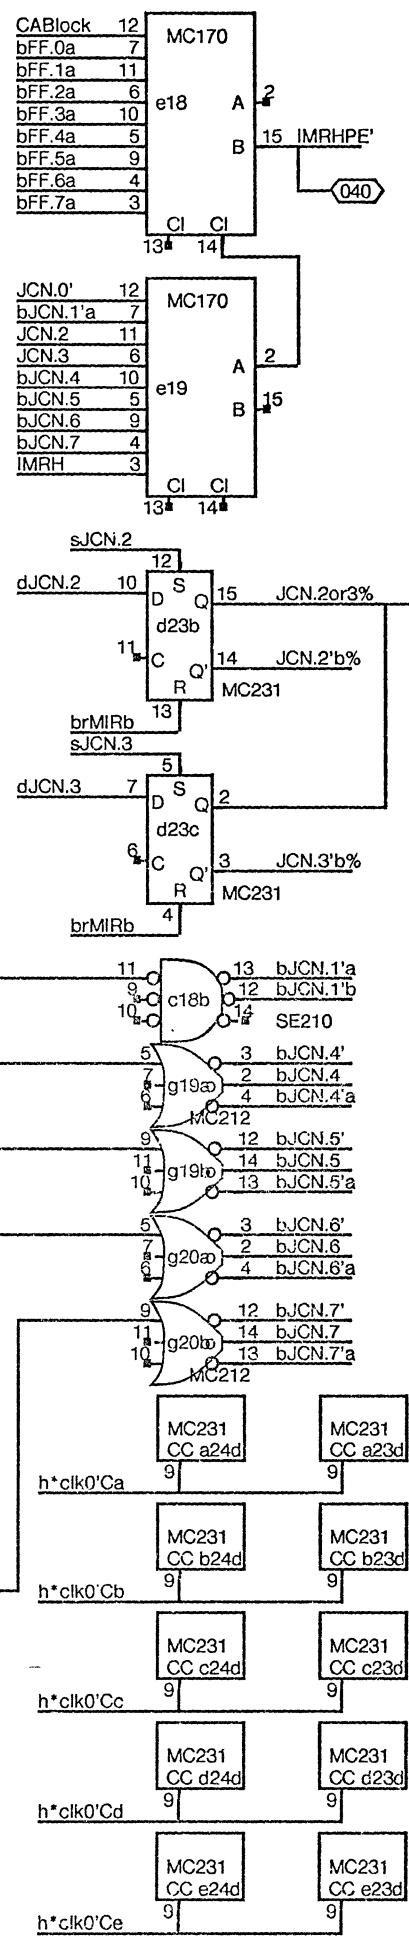 CABlock 12 MC170
bFF.0a 7
bFF.1a 11
bFF.2a 6 e18 A 2
bFF.3a 10
bFF.4a 5 B 15 IMRHPE'
bFF.5a 9
bFF.6a 4 040
bFF.7a 3
CI CI
13 14
JCN.0' 12 MC170
bJCN.1'a 7
JCN.2 11
JCN.3 6 A 2
bJCN.4 10 e19
bJCN.5 5 B 15
bJCN.6 9
bJCN.7 4
IMRH 3
CI CI
13 14
sJCN.2
12 S
dJCN.2 10 D Q 15 JCN.2or3%
d23b
11 C Q' 14 JCN.2'b%
R MC231
13
brMIRb
sJCN.3
5 S
dJCN.3 7 D Q 2
d23c
6 C Q' 3 JCN.3'b%
R MC231
4
brMIRb
11 13 bJCN.1'a
9 c18b 12 bJCN.1'b
10 14 SE210
5 3 bJCN.4'
7 g19a 2 bJCN.4
6 4 bJCN.4'a
MC212
9 12 bJCN.5'
11 g19b 14 bJCN.5
10 13 bJCN.5'a
5 3 bJCN.6'
7 g20a 2 bJCN.6
6 4 bJCN.6'a
9 12 bJCN.7'
11 g20b 14 bJCN.7
10 13 bJCN.7'a
MC212
MC231 MC231
CC a24d CC a23d
9 9
h*clk0'Ca
MC231 MC231
CC b24d CC b23d
9 9
h*clk0'Cb
MC231 MC231
CC c24d CC c23d
9 9
h*clk0'Cc
MC231 MC231
CC d24d CC d23d
9 9
h*clk0'Cd
MC231 MC231
CC e24d CC e23d
9 9
h*clk0'Ce